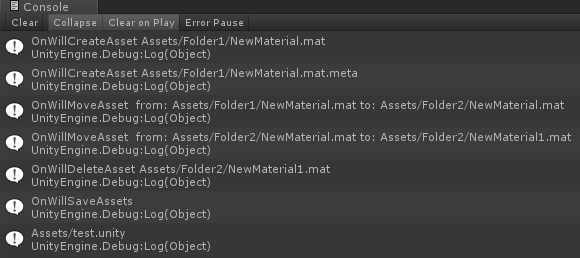 Console
Clear Collapse Clear on Play Error Pause
OnWillCreateAsset Assets/Folder1/NewMaterial.mat
UnityEngine.Debug:Log(Object)
OnWillCreateAsset Assets/Folder1/NewMaterial.mat.meta
UnityEngine.Debug:Log(Object)
OnWillMoveAsset  from: Assets/Folder1/NewMaterial.mat to: Assets/Folder2/NewMaterial.mat
UnityEngine.Debug:Log(Object)
OnWillMoveAsset  from: Assets/Folder2/NewMaterial.mat to: Assets/Folder2/NewMaterial1.mat
UnityEngine.Debug:Log(Object)
OnWillDeleteAsset Assets/Folder2/NewMaterial1.mat
UnityEngine.Debug:Log(Object)
OnWillSaveAssets
UnityEngine.Debug:Log(Object)
Assets/test.unity
UnityEngine.Debug:Log(Object)